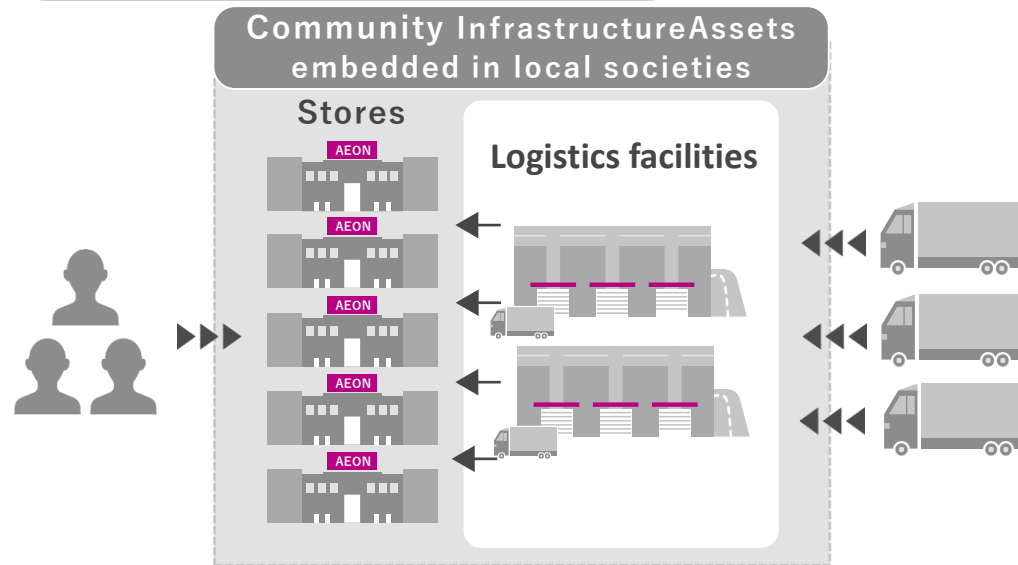 Community InfrastructureAssets
embedded in local societies
Stores
Logistics facilities
AEON
AEON
AEON
AEON
AEON